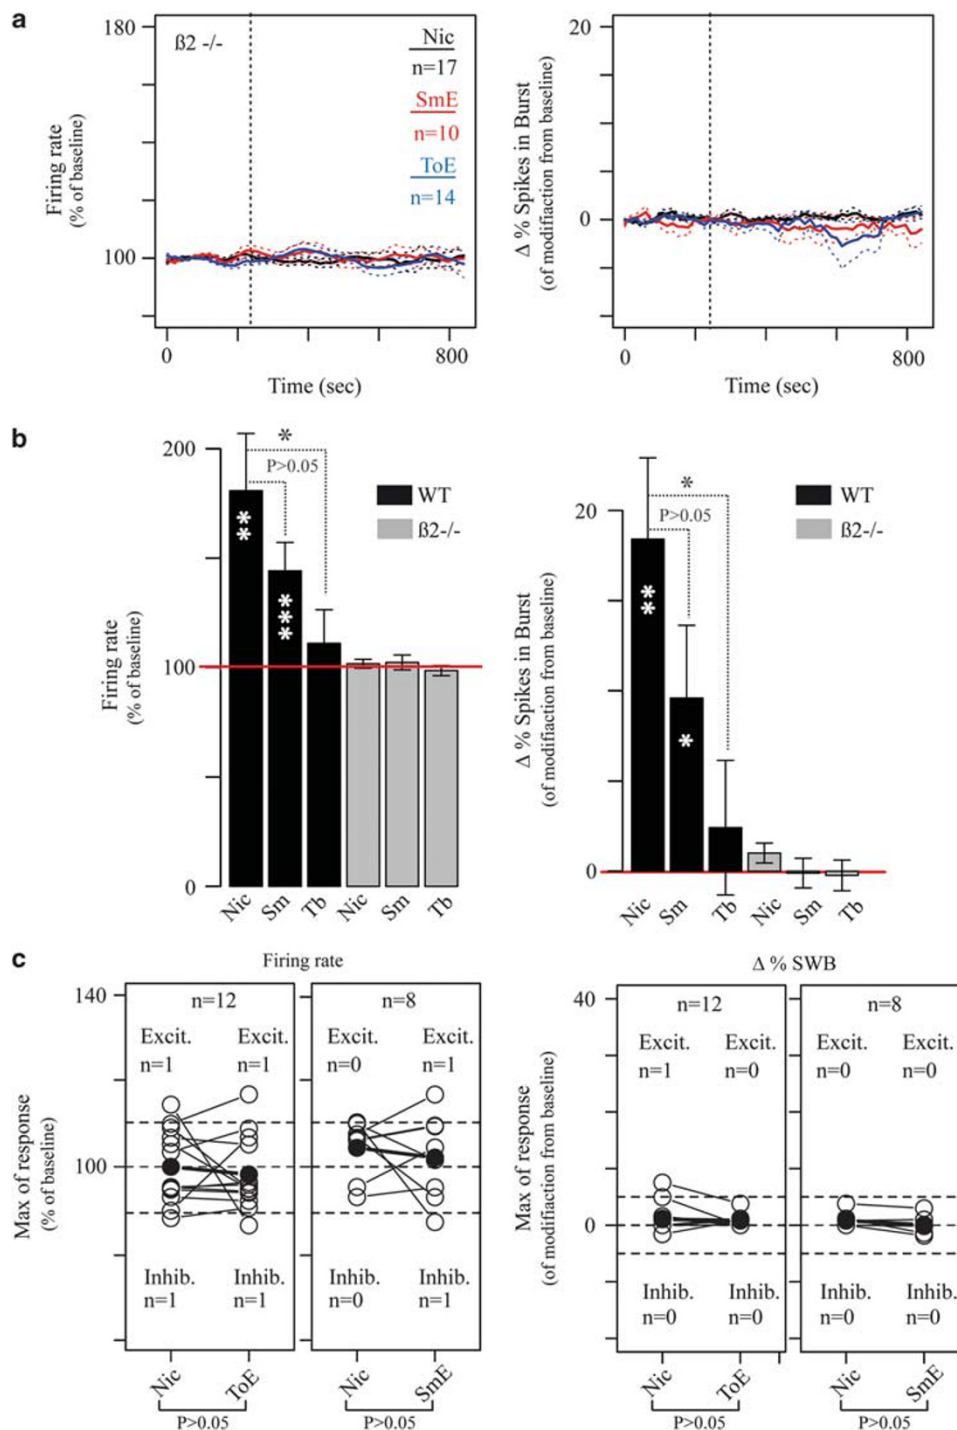 a
180
ß2 -/-
Nic
n=17
SmE
n=10
ToE
n=14
Firing rate
(% of baseline)
100
0
800
Time (sec)
20
Δ % Spikes in Burst
(of modifiaction from baseline)
0
0
800
Time (sec)
b
200
*
P>0.05
WT
ß2-/-
**
***
Firing rate
(% of baseline)
100
0
Nic
Sm
Tb
Nic
Sm
Tb
*
P>0.05
WT
ß2-/-
20
**
*
Δ % Spikes in Burst
(of modifiaction from baseline)
0
Nic
Sm
Tb
Nic
Sm
Tb
c
Firing rate
140
n=12
n=8
Excit.
n=1
Excit.
n=1
Excit.
n=0
Excit.
n=1
Max of response
(% of baseline)
100
Inhib.
n=1
Inhib.
n=1
Inhib.
n=0
Inhib.
n=1
Nic
ToE
Nic
SmE
P>0.05
P>0.05
Δ % SWB
40
n=12
n=8
Excit.
n=1
Excit.
n=0
Excit.
n=0
Excit.
n=0
Max of response
(of modifiaction from baseline)
0
Inhib.
n=0
Inhib.
n=0
Inhib.
n=0
Inhib.
n=0
Nic
ToE
Nic
SmE
P>0.05
P>0.05